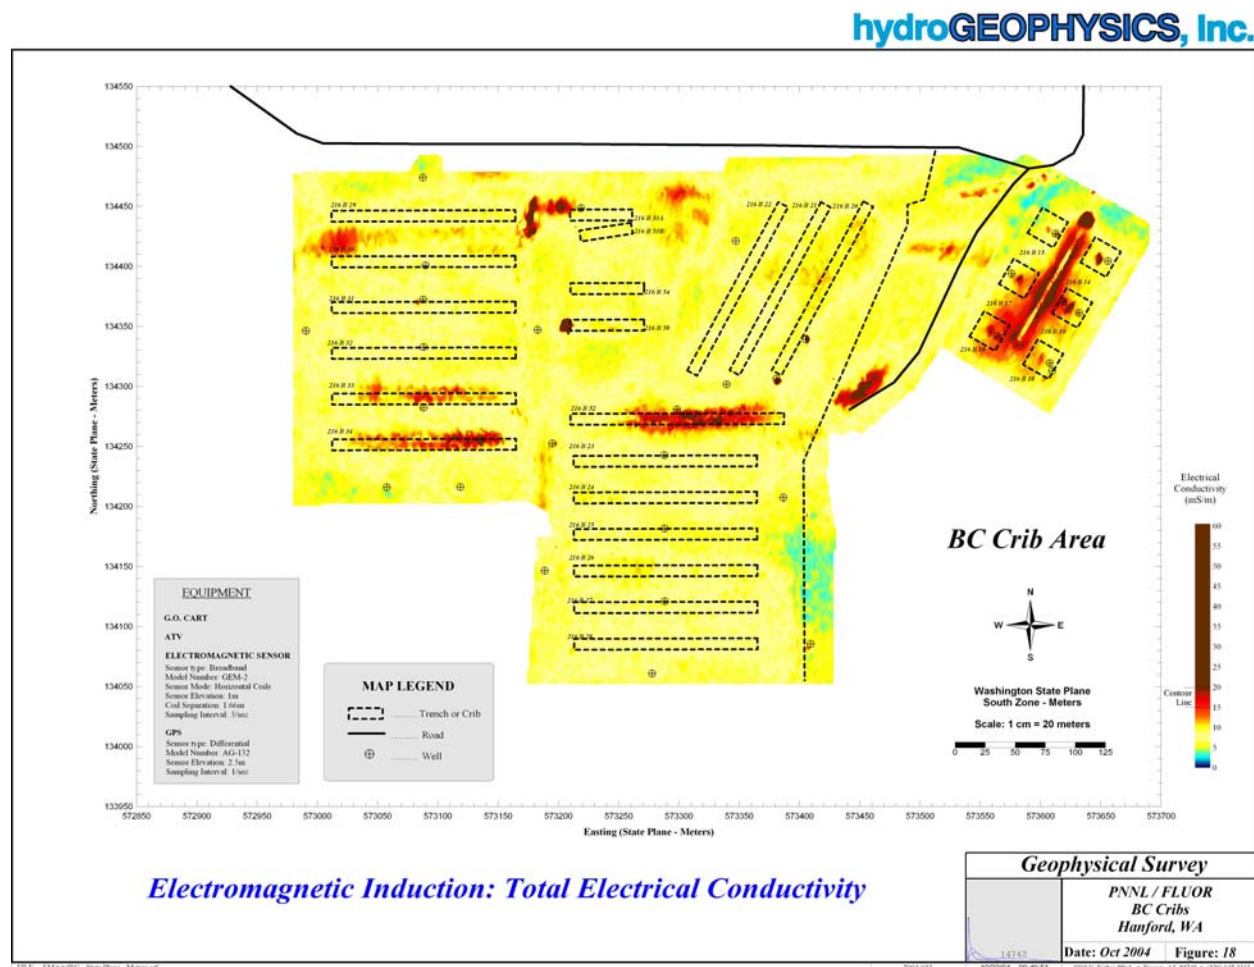 hydroGEOPHYSICS, Inc.
134550
134500
134450
134400
134350
134300
134250
134200
134150
134100
134050
134000
133950
Northing (State Plane - Meters)
572850 572900 572950 573000 573050 573100 573150 573200 573250 573300 573350 573400 573450 573500 573550 573600 573650 573700
Easting (State Plane - Meters)
216 B 29
216 B 31
216 B 32
216 B 33
216 B 34
216 B 53A
216 B 53B
216 B 54
216 B 58
216 B 22
216 B 21
216 B 20
216 B 52
216 B 23
216 B 24
216 B 25
216 B 26
216 B 27
216 B 28
216 B 15
216 B 14
216 B 17
216 B 16
216 B 19
216 B 18
EQUIPMENT
G.O. CART
ATV
ELECTROMAGNETIC SENSOR
Sensor type: Broadband
Model Number: GEM-2
Sensor Mode: Horizontal Coils
Sensor Elevation: 1m
Coil Separation: 1.66m
Sampling Interval: 3/sec
GPS
Sensor type: Differential
Model Number: AG-132
Sensor Elevation: 2.5m
Sampling Interval: 1/sec
MAP LEGEND
Trench or Crib
Road
Well
BC Crib Area
N
W E
S
Washington State Plane
South Zone - Meters
Scale: 1 cm = 20 meters
0 25 50 75 100 125
Electrical
Conductivity
(mS/m)
60
55
50
45
40
35
30
25
20
15
10
5
0
Contour
Line
Electromagnetic Induction: Total Electrical Conductivity
Geophysical Survey
PNNL / FLUOR
BC Cribs
Hanford, WA
Date: Oct 2004 Figure: 18
14742